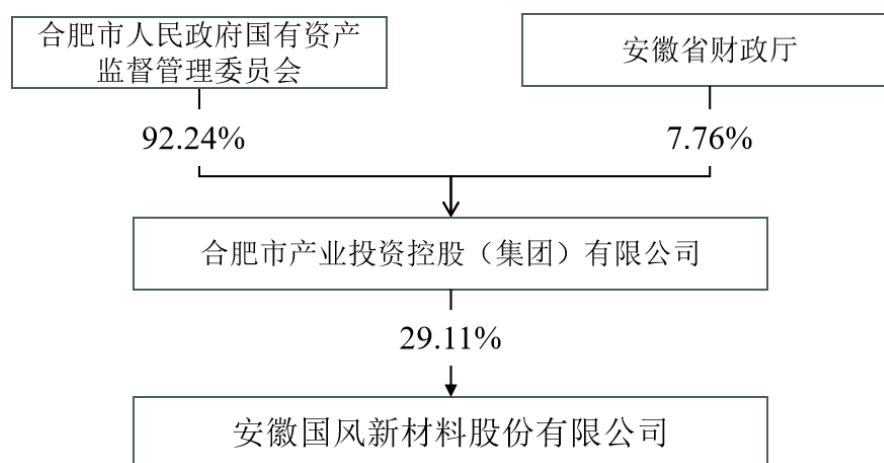 合肥市人民政府国有资产
监督管理委员会
安徽省财政厅
92.24%
7.76%
合肥市产业投资控股（集团）有限公司
29.11%
安徽国风新材料股份有限公司